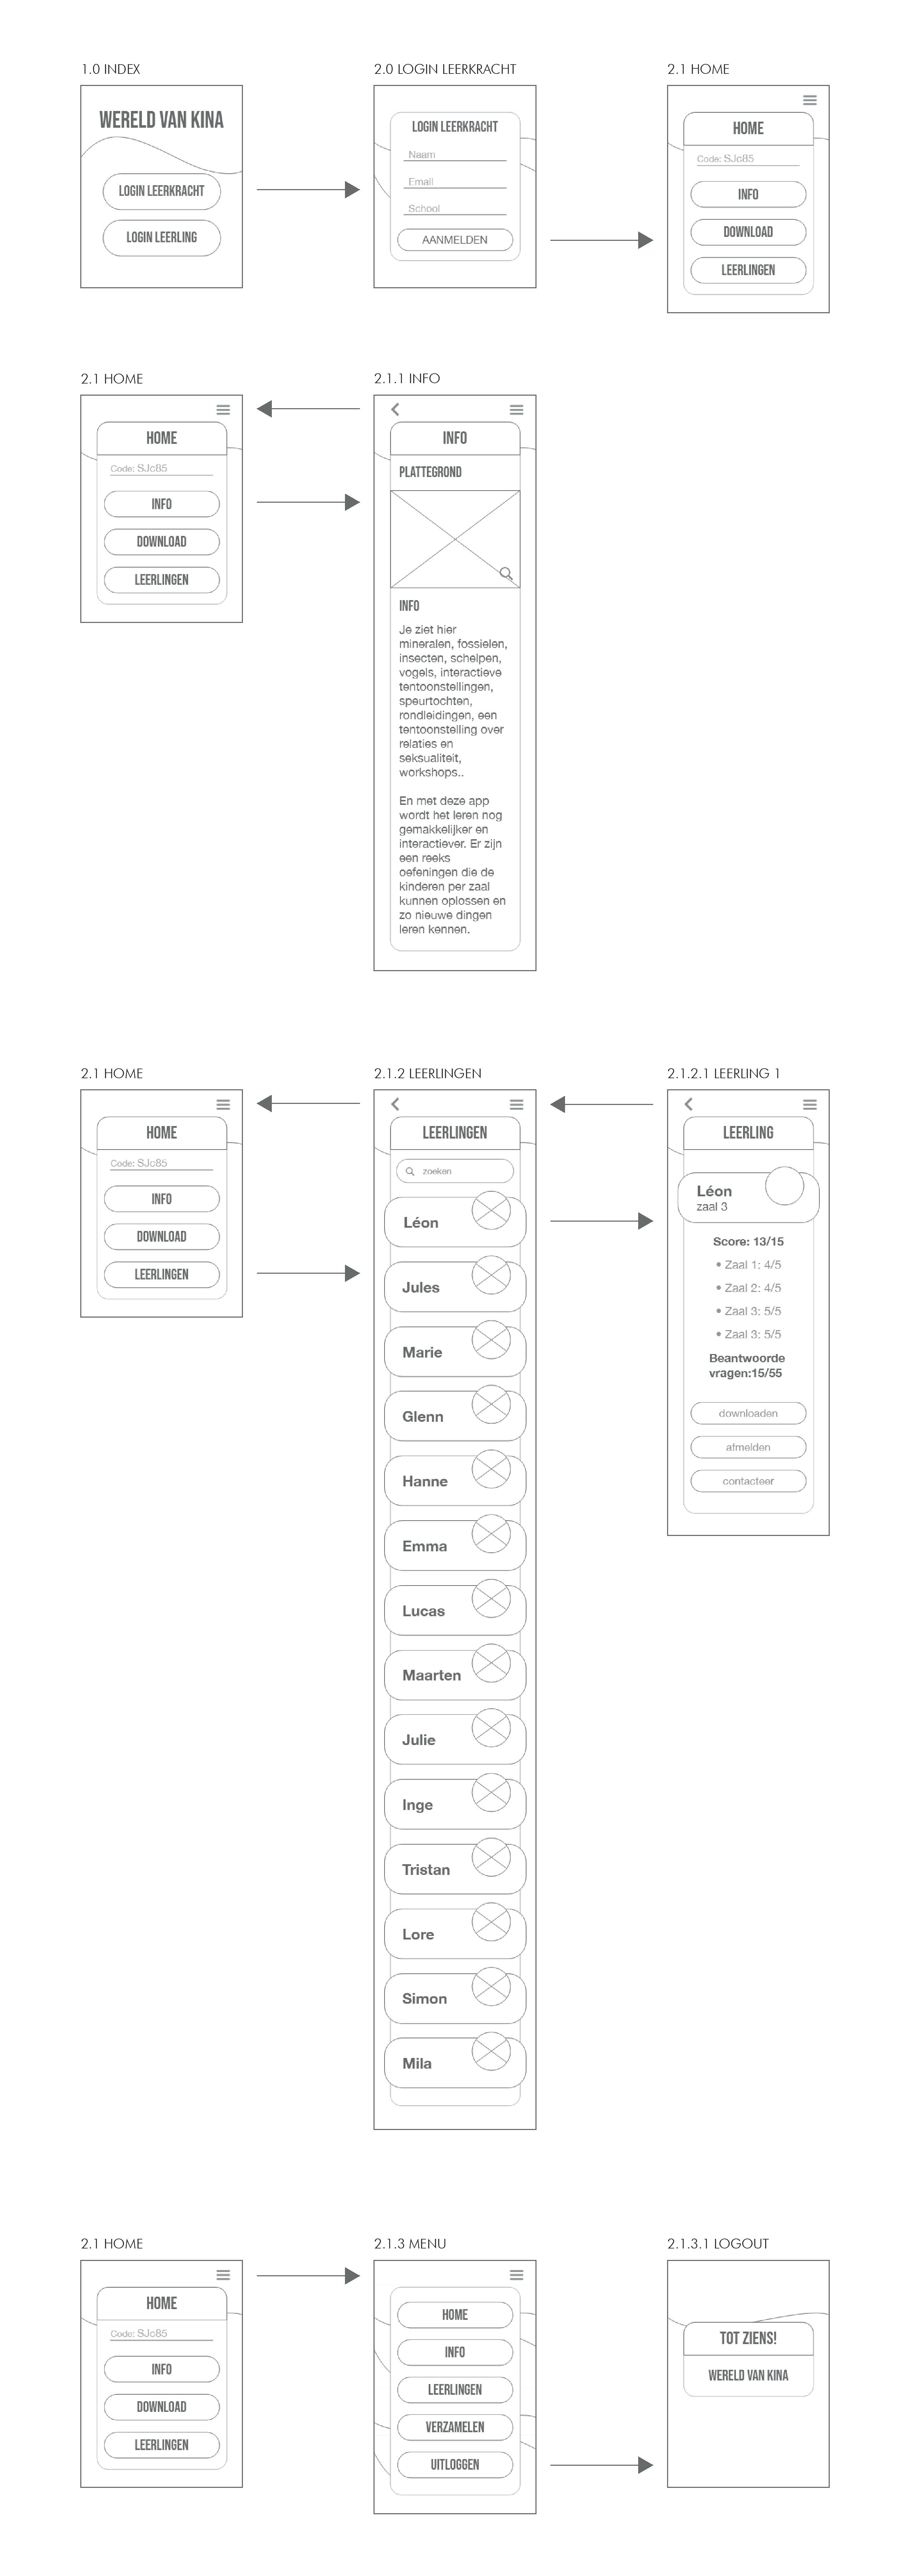 1.0 INDEX
WERELD VAN KINA
LOGIN LEERKRACHT
LOGIN LEERLING
2.0 LOGIN LEERKRACHT
LOGIN LEERKRACHT
Naam
Email
School
AANMELDEN
2.1 HOME
HOME
Code: SJc85
INFO
DOWNLOAD
LEERLINGEN
2.1 HOME
HOME
Code: SJc85
INFO
DOWNLOAD
LEERLINGEN
2.1.1 INFO
INFO
PLATTEGROND
INFO
Je ziet hier
mineralen, fossielen,
insecten, schelpen,
vogels, interactieve
tentoonstellingen,
speurtochten,
rondleidingen, een
tentoonstelling over
relaties en
seksualiteit,
workshops..
En met deze app
wordt het leren nog
gemakkelijker en
interactiever. Er zijn
een reeks
oefeningen die de
kinderen per zaal
kunnen oplossen en
zo nieuwe dingen
leren kennen.
2.1 HOME
HOME
Code: SJc85
INFO
DOWNLOAD
LEERLINGEN
2.1.2 LEERLINGEN
LEERLINGEN
zoeken
Léon
Jules
Marie
Glenn
Hanne
Emma
Lucas
Maarten
Julie
Inge
Tristan
Lore
Simon
Mila
2.1.2.1 LEERLING 1
LEERLING
Léon
zaal 3
Score: 13/15
• Zaal 1: 4/5
• Zaal 2: 4/5
• Zaal 3: 5/5
• Zaal 3: 5/5
Beantwoorde
vragen:15/55
downloaden
afmelden
contacteer
2.1 HOME
HOME
Code: SJc85
INFO
DOWNLOAD
LEERLINGEN
2.1.3 MENU
HOME
INFO
LEERLINGEN
VERZAMELEN
UITLOGGEN
2.1.3.1 LOGOUT
TOT ZIENS!
WERELD VAN KINA